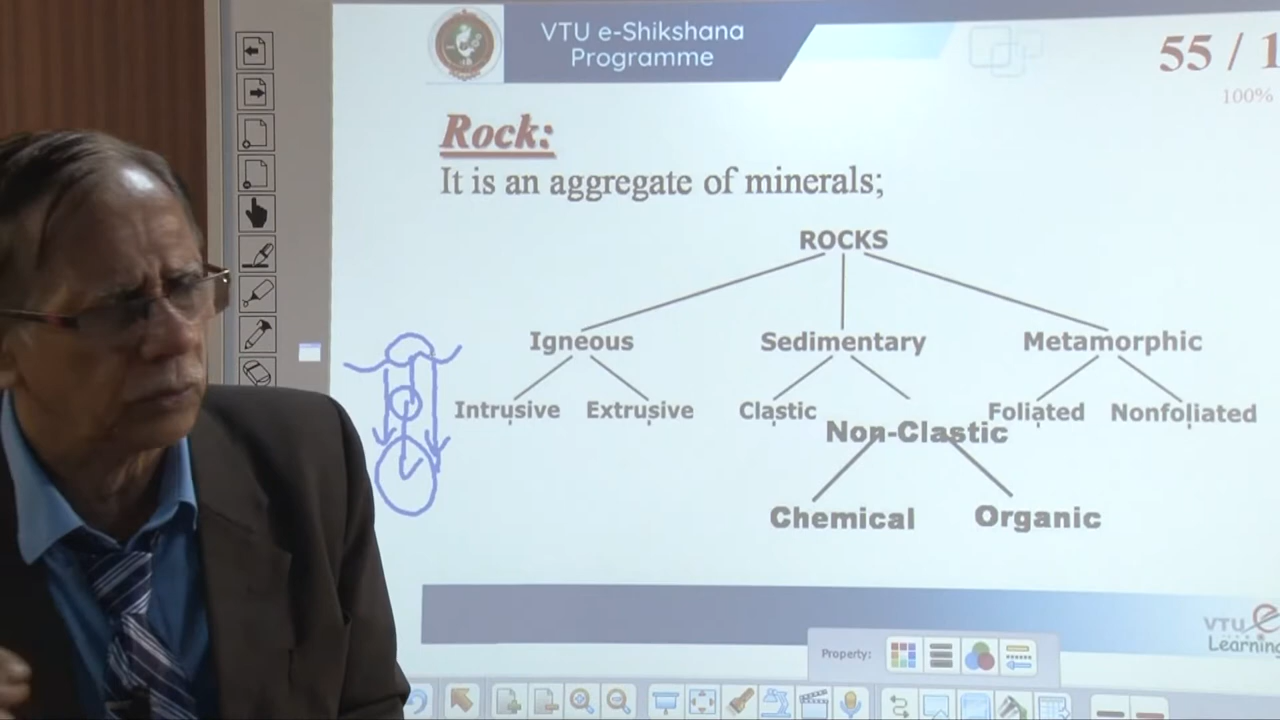 VTU e-Shikshana
Programme
55 / 1
100%
Rock:
It is an aggregate of minerals;
ROCKS
Igneous Sedimentary Metamorphic
Intrusive Extrusive Clastic Foliated Nonfoliated
Non-Clastic
Chemical Organic
VTU e
Learning
Property: